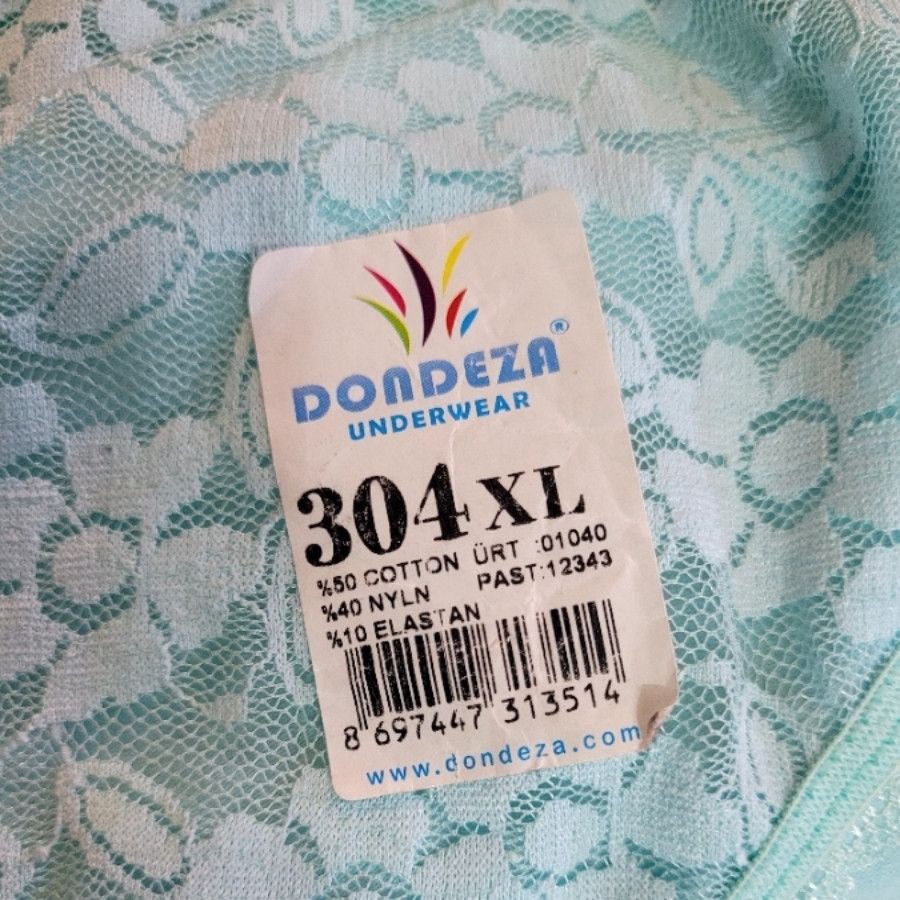 DONDEZA®
UNDERWEAR
304 XL
%50 COTTON ÜRT :01040
%40 NYLN PAST:12343
%10 ELASTAN
8 697447 313514
www.dondeza.com